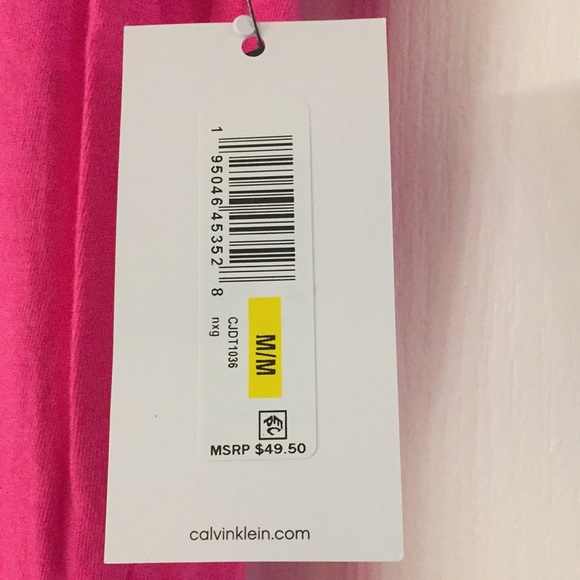 1 95046 45352 8
M/M
CJDT1036
nxg
MSRP $49.50
calvinklein.com